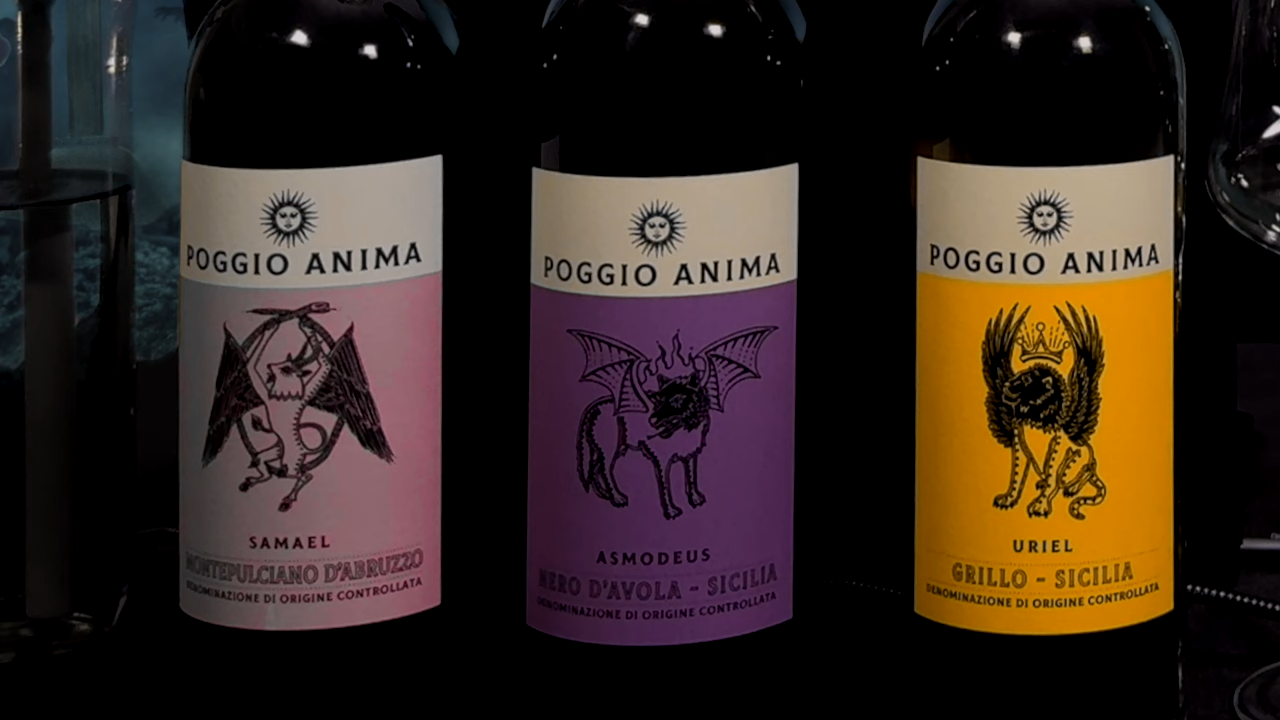 POGGIO ANIMA
SAMAEL
MONTEPULCIANO D'ABRUZZO
DENOMINAZIONE DI ORIGINE CONTROLLATA
POGGIO ANIMA
ASMODEUS
NERO D'AVOLA - SICILIA
DENOMINAZIONE DI ORIGINE CONTROLLATA
POGGIO ANIMA
URIEL
GRILLO - SICILIA
DENOMINAZIONE DI ORIGINE CONTROLLATA